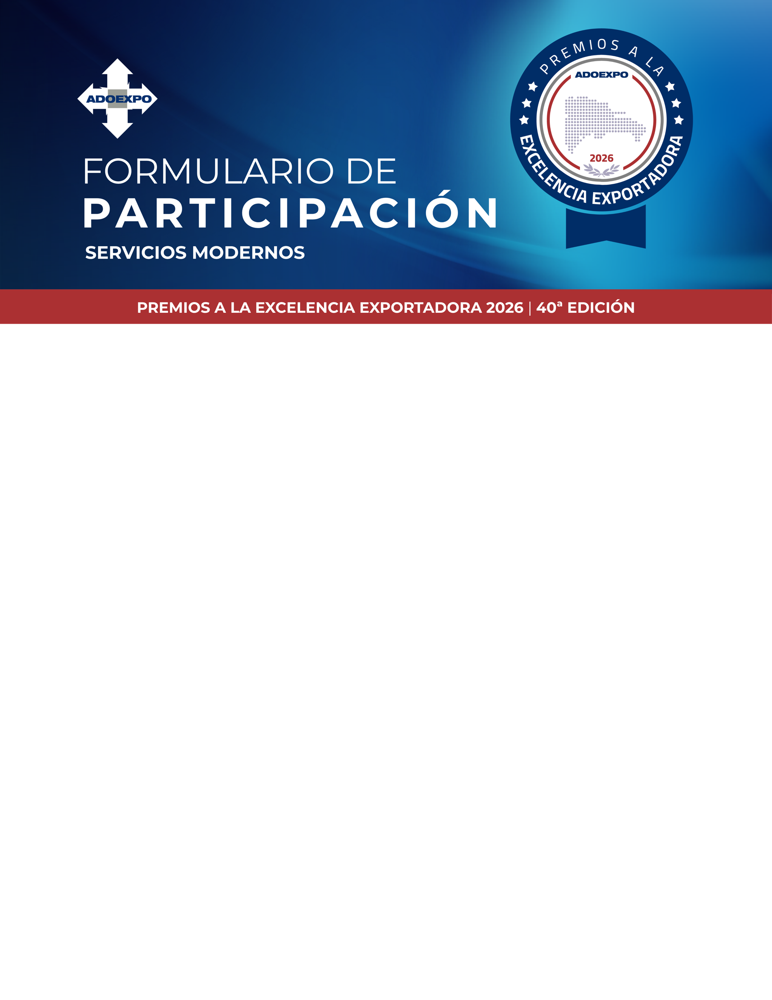 ADOEXPO
FORMULARIO DE
PARTICIPACIÓN
SERVICIOS MODERNOS
PREMIOS A LA
ADOEXPO
2026
EXCELENCIA EXPORTADORA
PREMIOS A LA EXCELENCIA EXPORTADORA 2026 | 40ª EDICIÓN